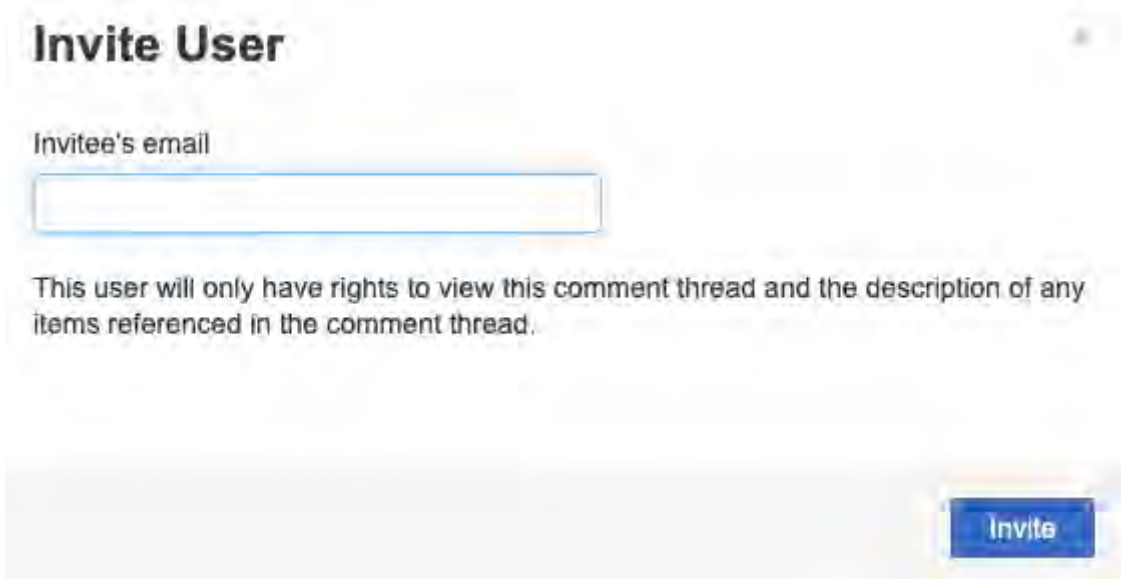 Invite User
Invitee's email
This user will only have rights to view this comment thread and the description of any
items referenced in the comment thread.
Invite